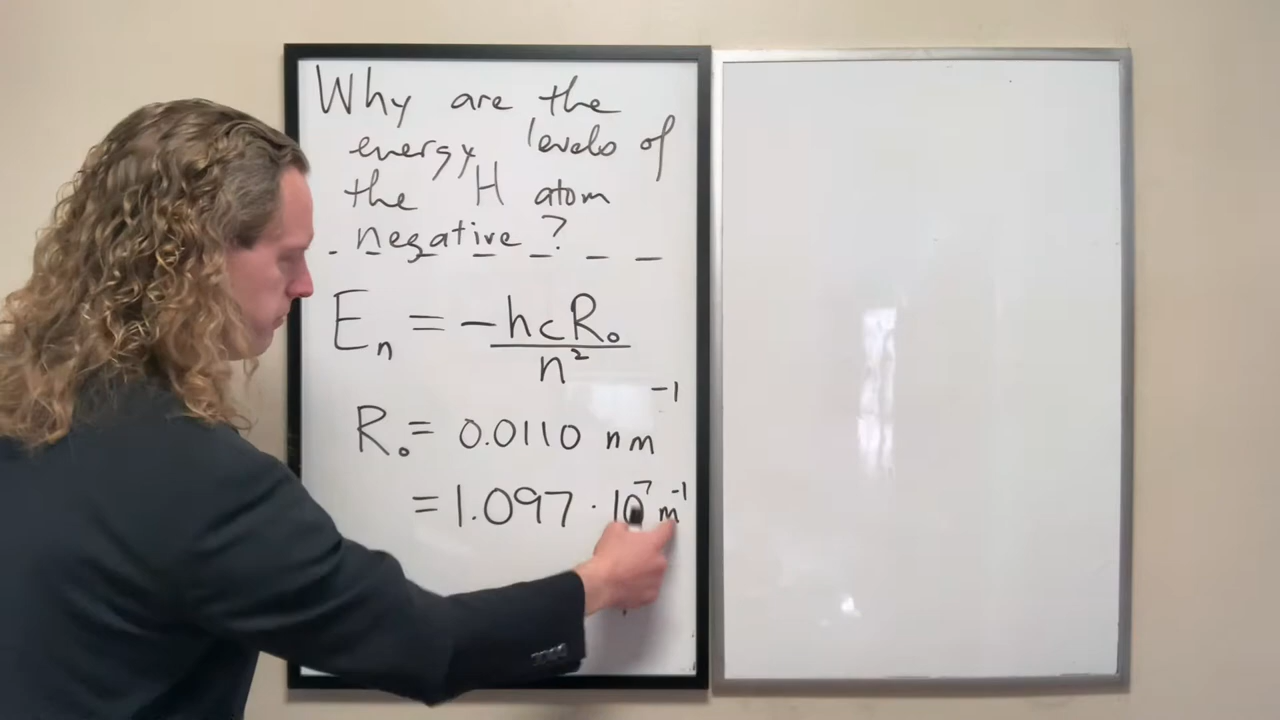 Why are the
energy levels of
the H atom
negative?
Eₙ = -hcR₀
n²
R₀ = 0.0110 nm⁻¹
= 1.097 · 10⁷ m⁻¹